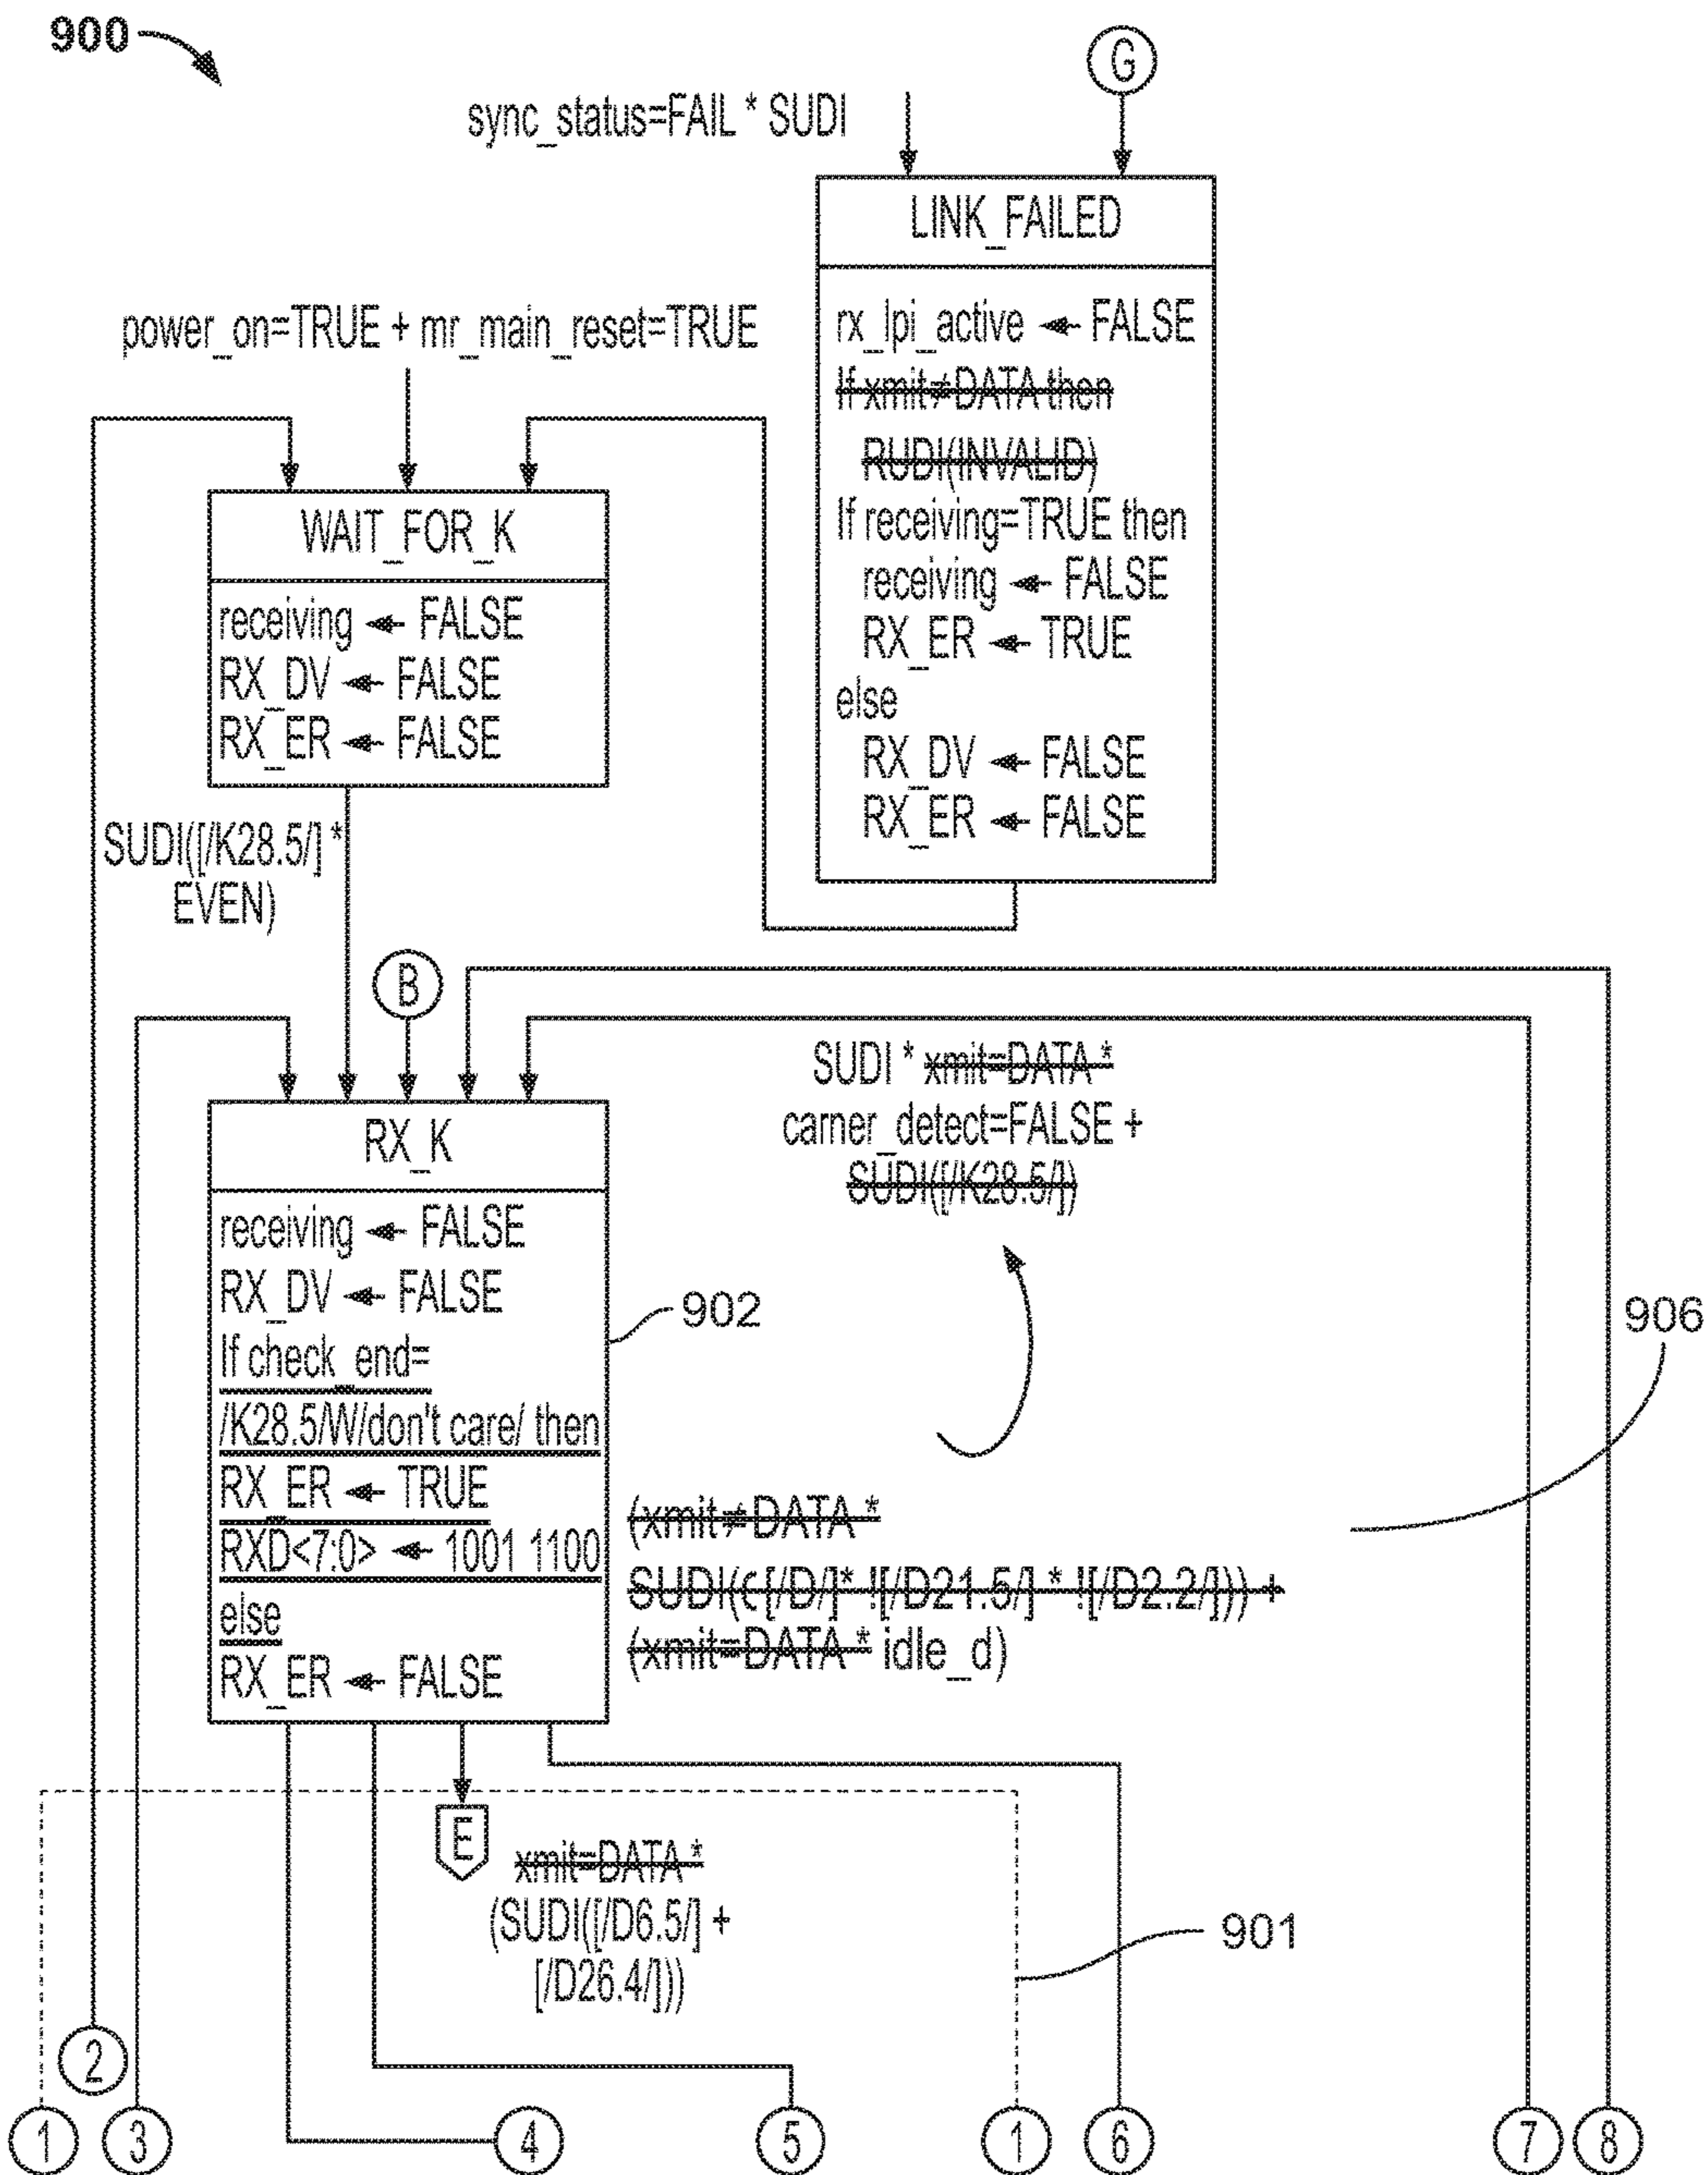 900
G
sync_status=FAIL * SUDI
LINK_FAILED
rx_lpi_active ← FALSE
If xmit≠DATA then
RUDI(INVALID)
If receiving=TRUE then
receiving ← FALSE
RX_ER ← TRUE
else
RX_DV ← FALSE
RX_ER ← FALSE
power_on=TRUE + mr_main_reset=TRUE
WAIT_FOR_K
receiving ← FALSE
RX_DV ← FALSE
RX_ER ← FALSE
SUDI([/K28.5/] *
EVEN)
B
SUDI * xmit=DATA *
carner_detect=FALSE +
SUDI([/K28.5/])
RX_K
receiving ← FALSE
RX_DV ← FALSE
If check_end=
/K28.5/W/don't care/ then
RX_ER ← TRUE
RXD<7:0> ← 1001 1100
else
RX_ER ← FALSE
902
906
(xmit≠DATA *
SUDI(ϵ[/D/]* ![/D21.5/] * ![/D2.2/])) +
(xmit=DATA * idle_d)
E
xmit=DATA *
(SUDI([/D6.5/] +
[/D26.4/]))
901
2
1
3
4
5
1
6
7
8